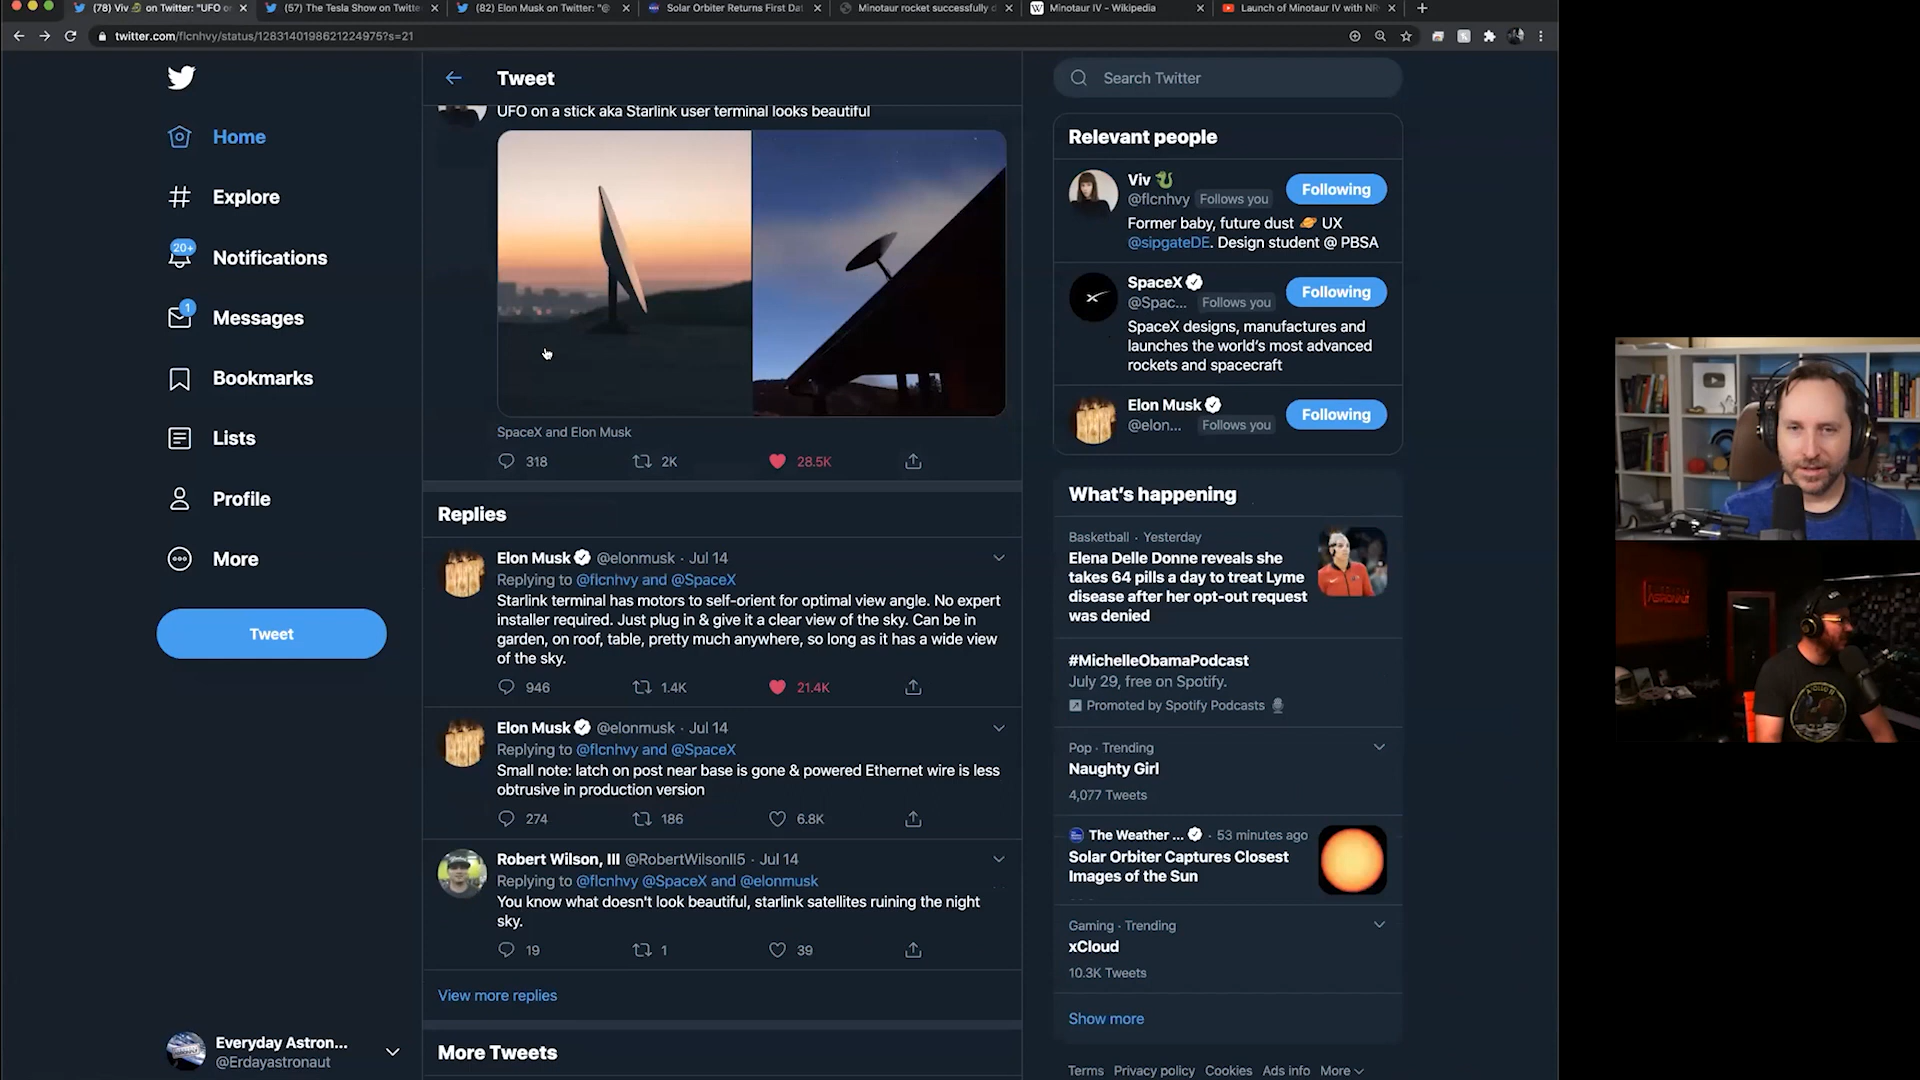 (78) Viv on Twitter: "UFO on
(57) The Tesla Show on Twitte
(82) Elon Musk on Twitter: "@
Solar Orbiter Returns First Dat
Minotaur rocket successfully d
Minotaur IV - Wikipedia
Launch of Minotaur IV with NR
twitter.com/flcnhvy/status/1283140198621224975?s=21
Home
Explore
20+
Notifications
1
Messages
Bookmarks
Lists
Profile
More
Tweet
Everyday Astron...
@Erdayastronaut
Tweet
UFO on a stick aka Starlink user terminal looks beautiful
SpaceX and Elon Musk
318 2K 28.5K
Replies
Elon Musk @elonmusk · Jul 14
Replying to @flcnhvy and @SpaceX
Starlink terminal has motors to self-orient for optimal view angle. No expert
installer required. Just plug in & give it a clear view of the sky. Can be in
garden, on roof, table, pretty much anywhere, so long as it has a wide view
of the sky.
946 1.4K 21.4K
Elon Musk @elonmusk · Jul 14
Replying to @flcnhvy and @SpaceX
Small note: latch on post near base is gone & powered Ethernet wire is less
obtrusive in production version
274 186 6.8K
Robert Wilson, III @RobertWilsonII5 · Jul 14
Replying to @flcnhvy @SpaceX and @elonmusk
You know what doesn't look beautiful, starlink satellites ruining the night
sky.
19 1 39
View more replies
More Tweets
Search Twitter
Relevant people
Viv
@flcnhvy Follows you
Following
Former baby, future dust 🪐 UX
@sipgateDE. Design student @ PBSA
SpaceX
@Spac... Follows you
Following
SpaceX designs, manufactures and
launches the world's most advanced
rockets and spacecraft
Elon Musk
@elon... Follows you
Following
What's happening
Basketball · Yesterday
Elena Delle Donne reveals she
takes 64 pills a day to treat Lyme
disease after her opt-out request
was denied
#MichelleObamaPodcast
July 29, free on Spotify.
Promoted by Spotify Podcasts
Pop · Trending
Naughty Girl
4,077 Tweets
The Weather ... · 53 minutes ago
Solar Orbiter Captures Closest
Images of the Sun
Gaming · Trending
xCloud
10.3K Tweets
Show more
Terms Privacy policy Cookies Ads info More